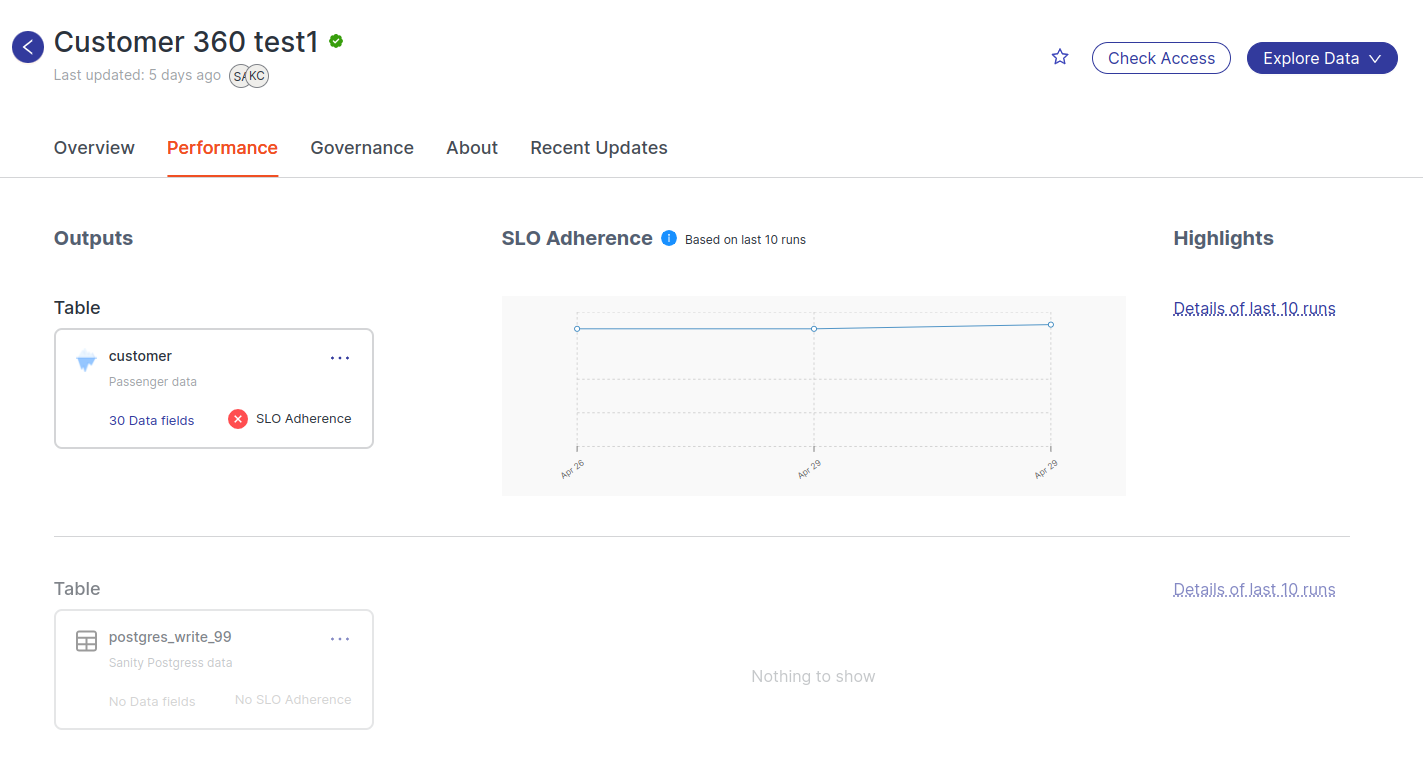 Customer 360 test1
Last updated: 5 days ago SA KC
Check Access
Explore Data
Overview Performance Governance About Recent Updates
Outputs
SLO Adherence Based on last 10 runs
Highlights
Table
customer
Passenger data
30 Data fields
SLO Adherence
Apr 26
Apr 29
Apr 29
Details of last 10 runs
Table
postgres_write_99
Sanity Postgress data
No Data fields
No SLO Adherence
Nothing to show
Details of last 10 runs